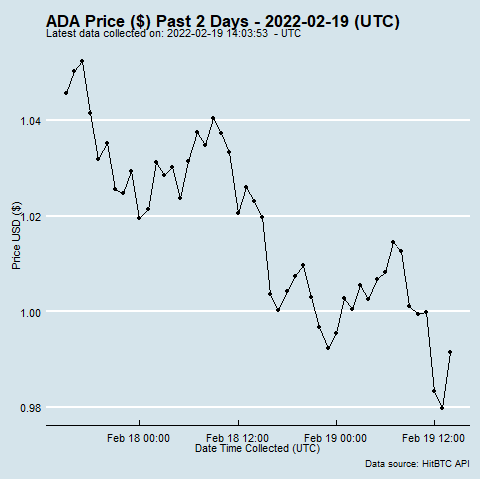 ADA Price ($) Past 2 Days - 2022-02-19 (UTC)
Latest data collected on: 2022-02-19 14:03:53 - UTC
Price USD ($)
1.04
1.02
1.00
0.98
Feb 18 00:00 Feb 18 12:00 Feb 19 00:00 Feb 19 12:00
Date Time Collected (UTC)
Data source: HitBTC API